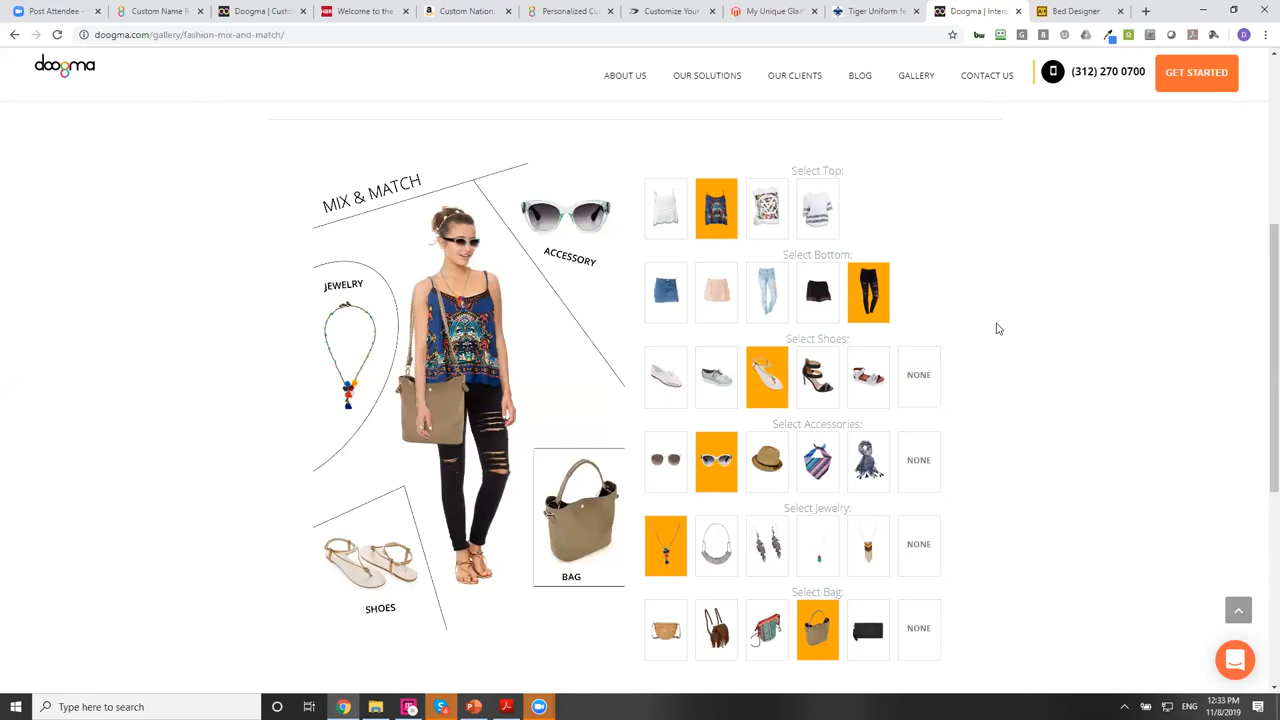 Post Attendee -
Custom Name B
Doogma | Custom
Welcome to the
Custom National
Personalized Cu
Customize Your
My Unique Glam
Tiger Uniform fe
Doogma | Intera
Bed Designer
doogma.com/gallery/fashion-mix-and-match/
doogma
ABOUT US
OUR SOLUTIONS
OUR CLIENTS
BLOG
GALLERY
CONTACT US
(312) 270 0700
GET STARTED
MIX & MATCH
ACCESSORY
JEWELRY
BAG
SHOES
Select Top:
Select Bottom:
Select Shoes:
NONE
Select Accessories:
NONE
Select Jewelry:
NONE
Select Bag:
NONE
Type here to search
ENG
12:33 PM
11/8/2019